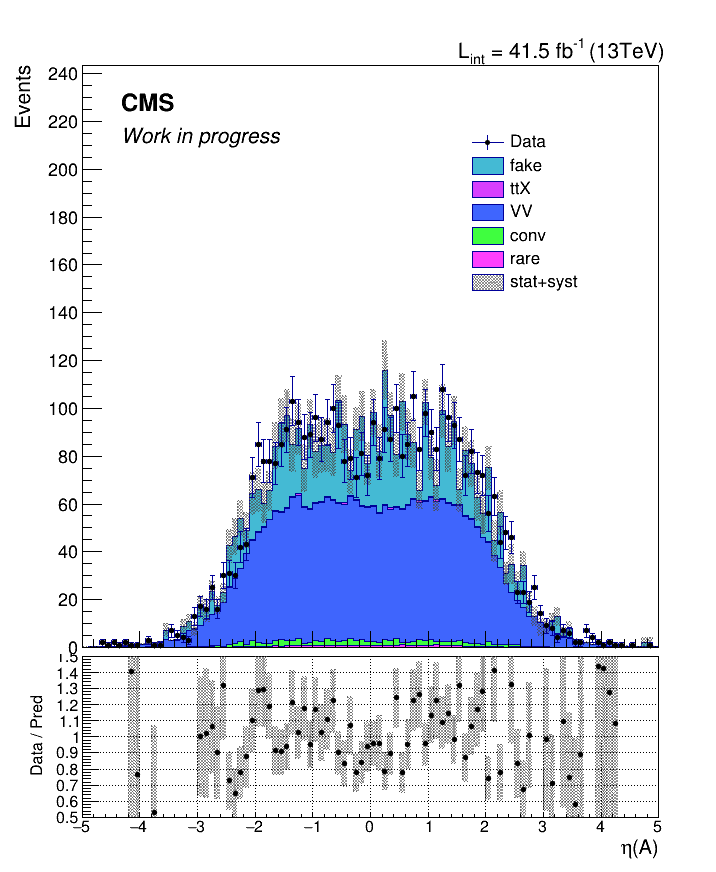 L_int = 41.5 fb^-1 (13TeV)
Events
CMS
Work in progress
240
220
200
180
160
140
120
100
80
60
40
20
0
Data
fake
ttX
VV
conv
rare
stat+syst
Data / Pred
1.5
1.4
1.3
1.2
1.1
1
0.9
0.8
0.7
0.6
0.5
−5 −4 −3 −2 −1 0 1 2 3 4 5
η(A)